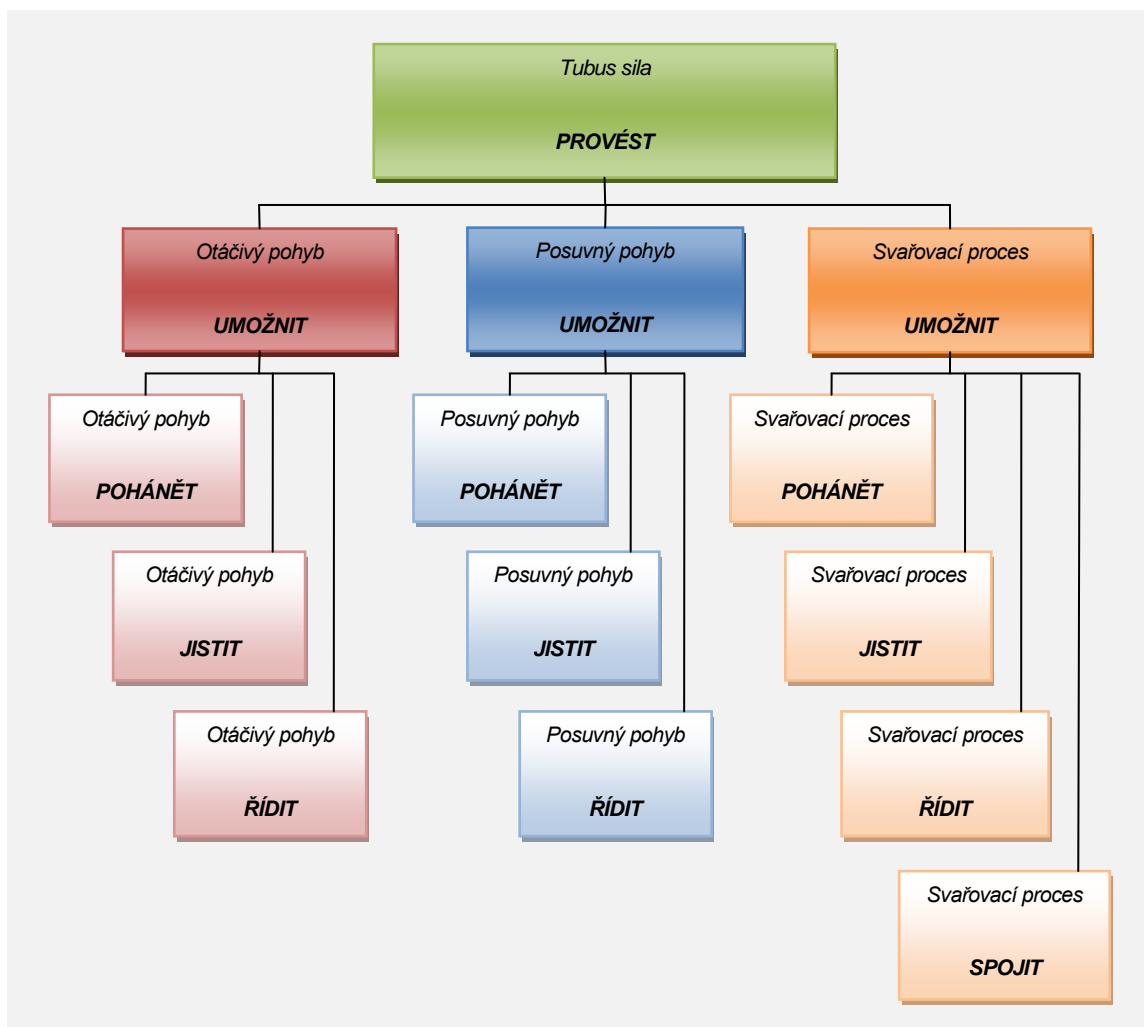 Tubus sila
PROVÉST
Otáčivý pohyb
UMOŽNIT
Posuvný pohyb
UMOŽNIT
Svařovací proces
UMOŽNIT
Otáčivý pohyb
POHÁNĚT
Posuvný pohyb
POHÁNĚT
Svařovací proces
POHÁNĚT
Otáčivý pohyb
JISTIT
Posuvný pohyb
JISTIT
Svařovací proces
JISTIT
Otáčivý pohyb
ŘÍDIT
Posuvný pohyb
ŘÍDIT
Svařovací proces
ŘÍDIT
Svařovací proces
SPOJIT